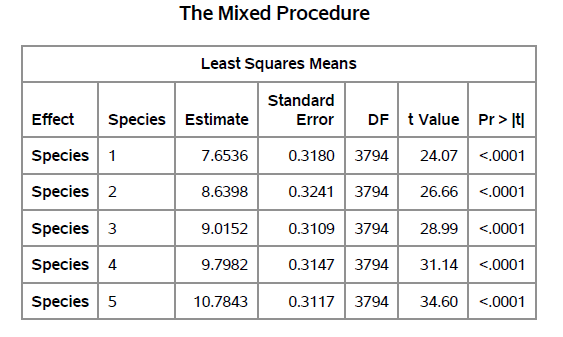 The Mixed Procedure
Least Squares Means
Effect Species Estimate Standard Error DF t Value Pr > |t|
Species 1 7.6536 0.3180 3794 24.07 <.0001
Species 2 8.6398 0.3241 3794 26.66 <.0001
Species 3 9.0152 0.3109 3794 28.99 <.0001
Species 4 9.7982 0.3147 3794 31.14 <.0001
Species 5 10.7843 0.3117 3794 34.60 <.0001